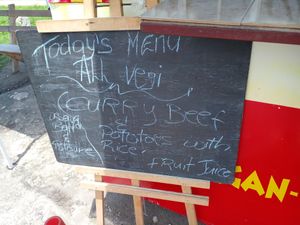 Today's MENU
All vegi
CURRY Beef
&
Potatoes with
Rice
+ Fruit Juice
GAN-